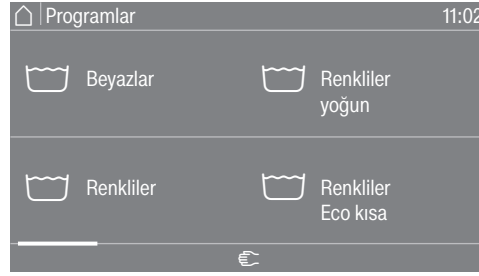 Programlar 11:02
Beyazlar
Renkliler
yoğun
Renkliler
Renkliler
Eco kısa